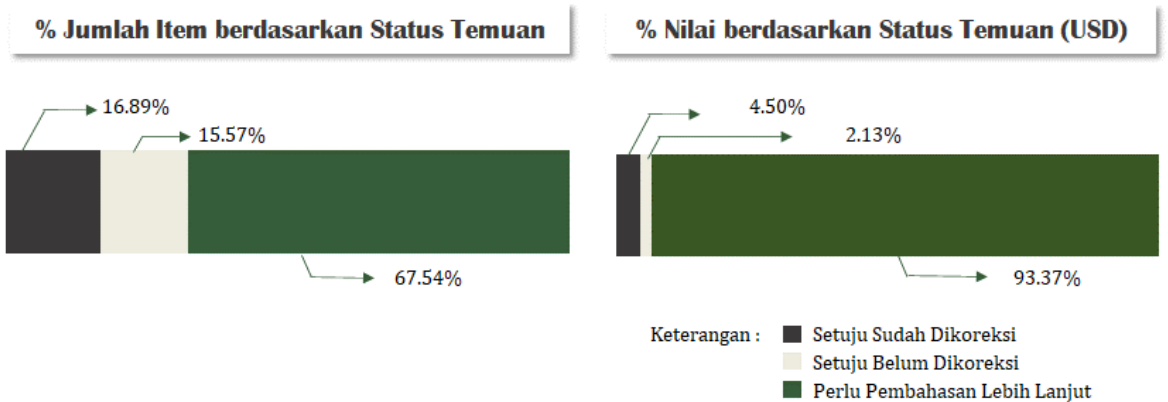 % Jumlah Item berdasarkan Status Temuan
16.89%
15.57%
67.54%
% Nilai berdasarkan Status Temuan (USD)
4.50%
2.13%
93.37%
Keterangan :
Setuju Sudah Dikoreksi
Setuju Belum Dikoreksi
Perlu Pembahasan Lebih Lanjut